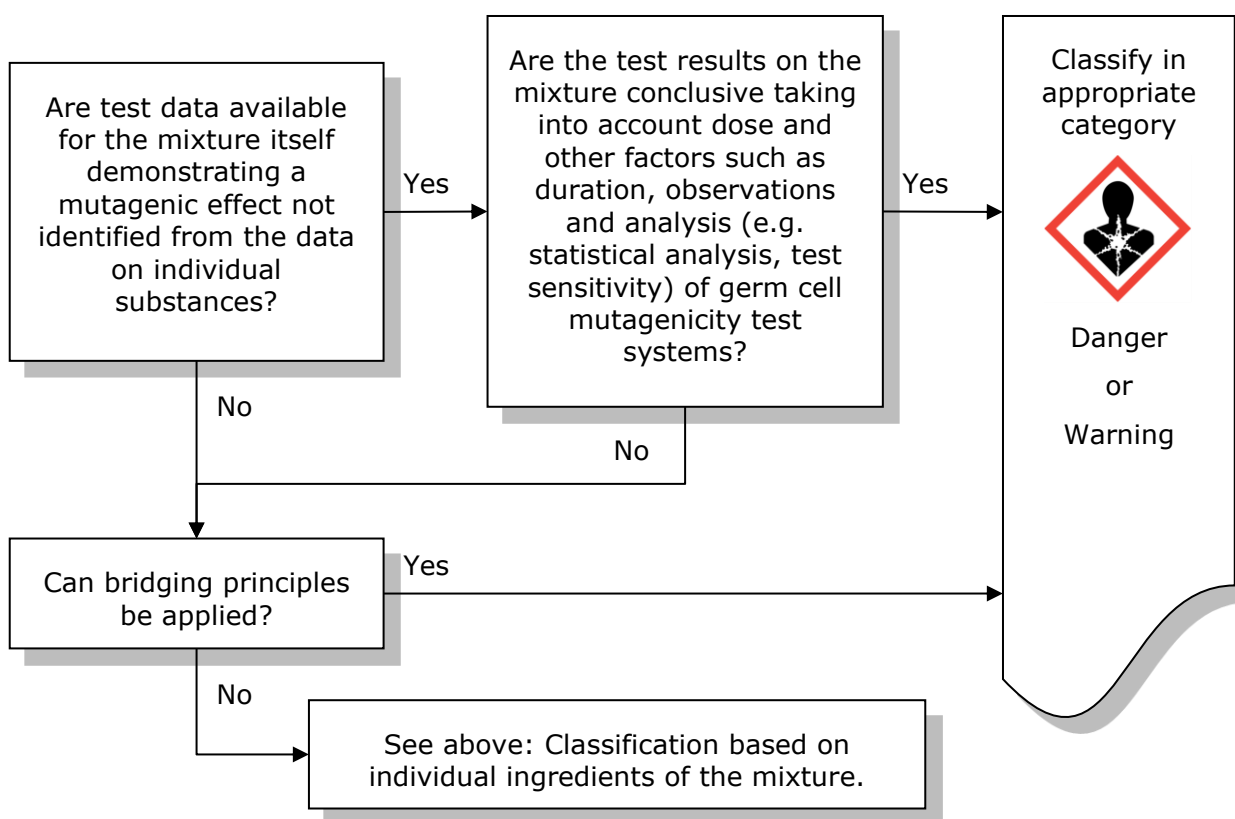 Are test data available
for the mixture itself
demonstrating a
mutagenic effect not
identified from the data
on individual
substances?
Yes
Are the test results on the
mixture conclusive taking
into account dose and
other factors such as
duration, observations
and analysis (e.g.
statistical analysis, test
sensitivity) of germ cell
mutagenicity test
systems?
Yes
Classify in
appropriate
category
Danger
or
Warning
No
No
Can bridging principles
be applied?
Yes
No
See above: Classification based on
individual ingredients of the mixture.